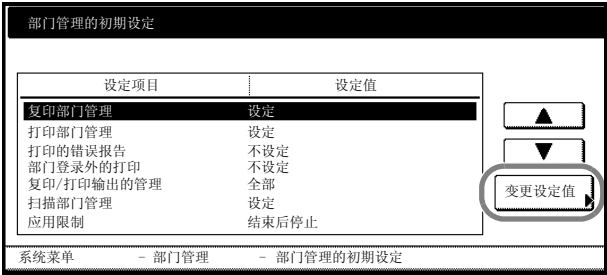 部门管理的初期设定
设定项目 设定值
复印部门管理 设定
打印部门管理 设定
打印的错误报告 不设定
部门登录外的打印 不设定
复印/打印输出的管理 全部
扫描部门管理 设定
应用限制 结束后停止
变更设定值
系统菜单 - 部门管理 - 部门管理的初期设定